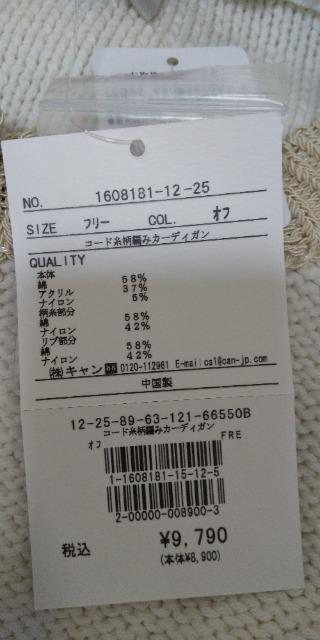 NO. 1608181-12-25
SIZE フリー COL. オフ
コード糸柄編みカーディガン
QUALITY
本体
綿 58%
アクリル 37%
ナイロン 5%
柄糸部分
綿 58%
ナイロン 42%
リブ部分
綿 58%
ナイロン 42%
(株)キャン 0120-112961 E-mail:cs1@can-jp.com
中国製
12-25-89-63-121-66550B
コード糸柄編みカーディガン
オフ FRE
1-1608181-15-12-5
2-00000-008900-3
税込 ¥9,790
(本体¥8,900)